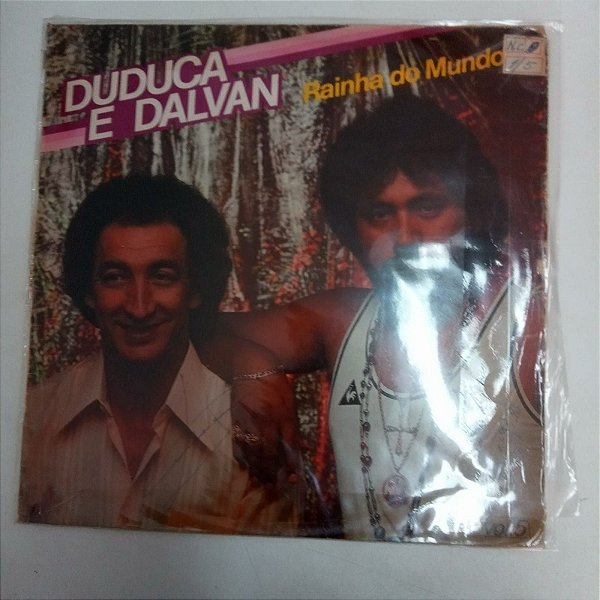 DUDUCA
E DALVAN
Rainha do Mundo
N.C.